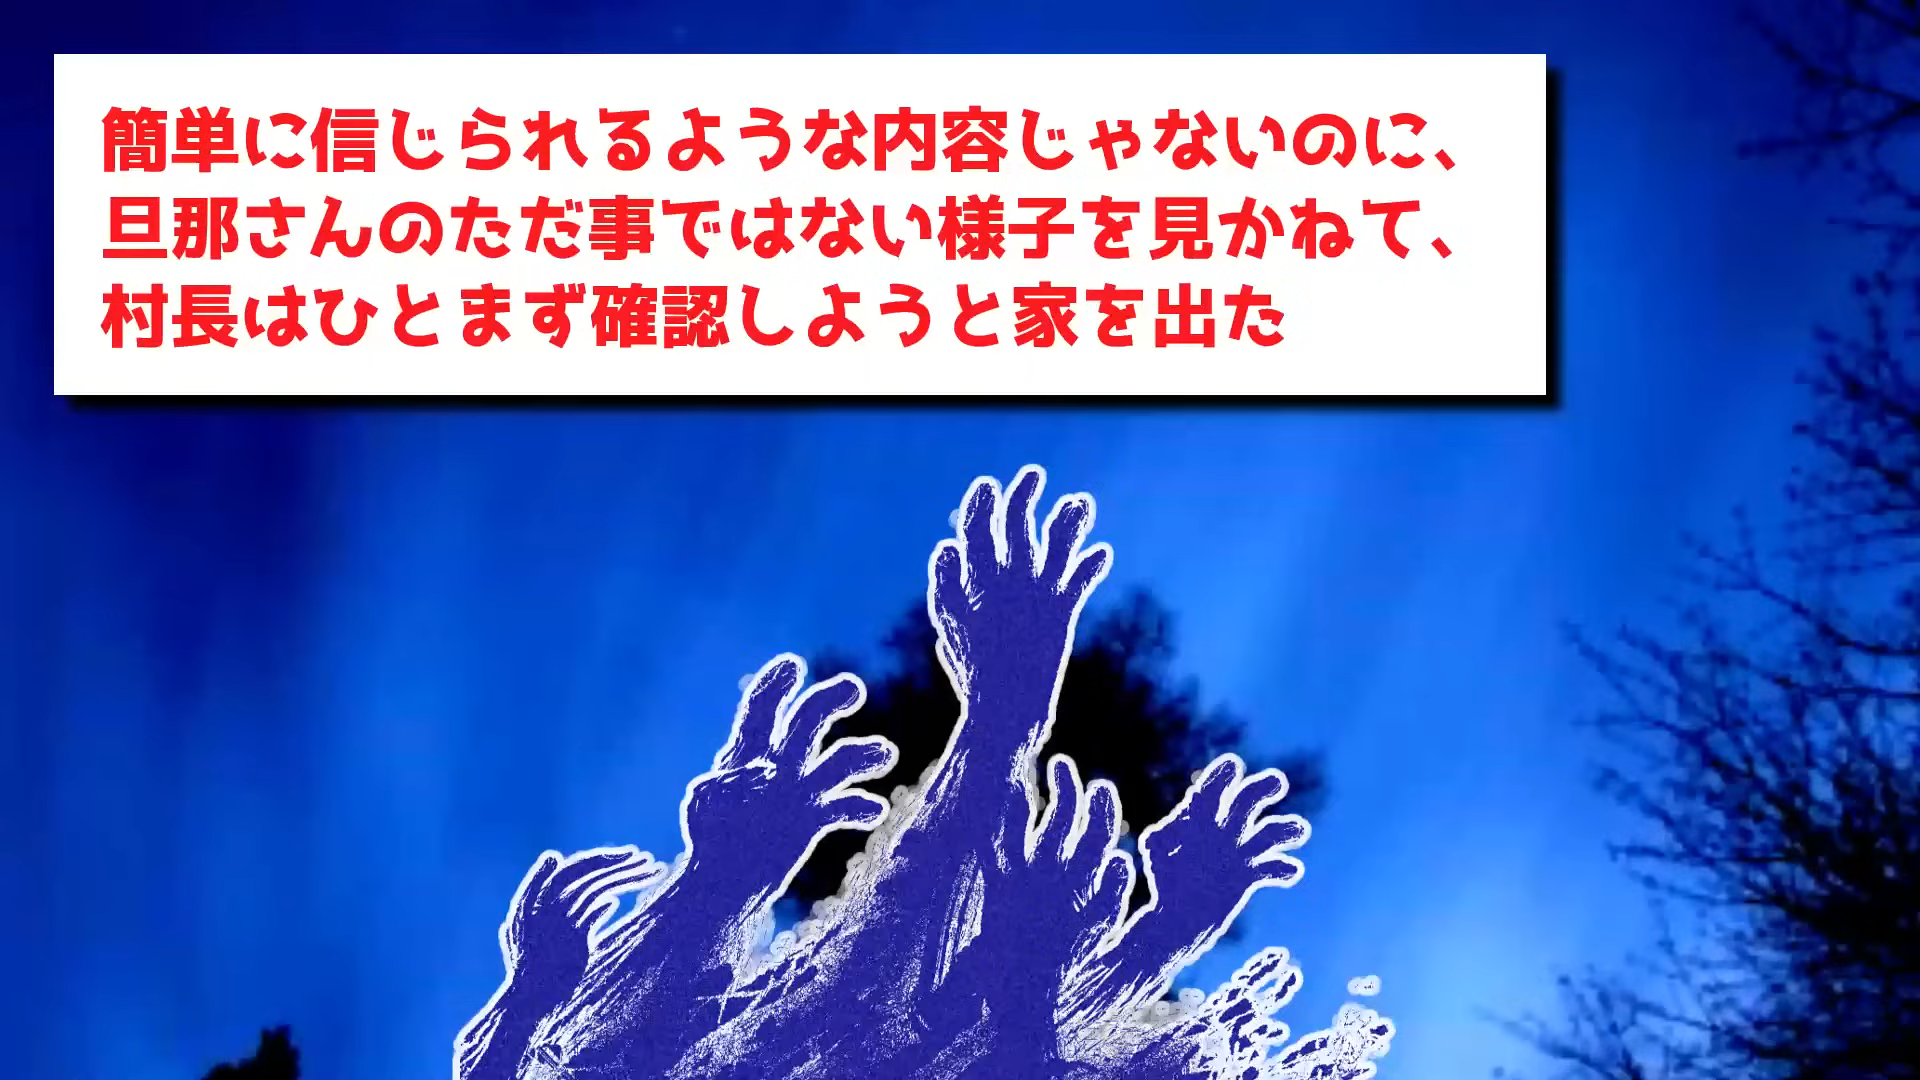 簡単に信じられるような内容じゃないのに、
旦那さんのただ事ではない様子を見かねて、
村長はひとまず確認しようと家を出た